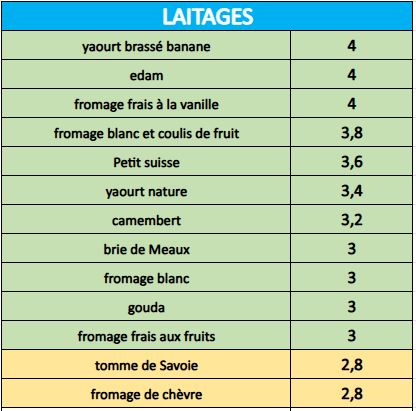 LAITAGES
yaourt brassé banane 4
edam 4
fromage frais à la vanille 4
fromage blanc et coulis de fruit 3,8
Petit suisse 3,6
yaourt nature 3,4
camembert 3,2
brie de Meaux 3
fromage blanc 3
gouda 3
fromage frais aux fruits 3
tomme de Savoie 2,8
fromage de chèvre 2,8